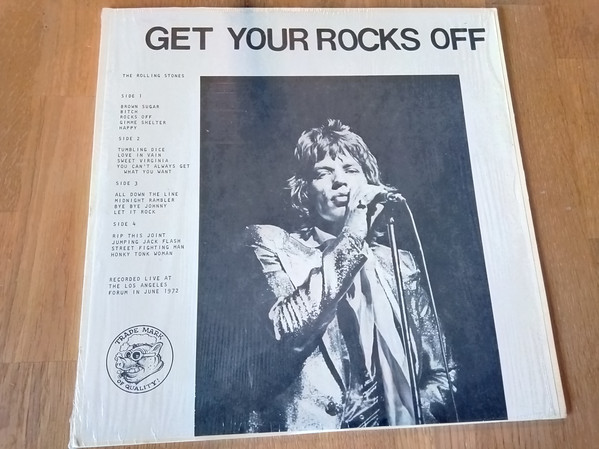 GET YOUR ROCKS OFF
THE ROLLING STONES
SIDE 1
BROWN SUGAR
BITCH
ROCKS OFF
GIMME SHELTER
HAPPY
SIDE 2
TUMBLING DICE
LOVE IN VAIN
SWEET VIRGINIA
YOU CAN'T ALWAYS GET
WHAT YOU WANT
SIDE 3
ALL DOWN THE LINE
MIDNIGHT RAMBLER
BYE BYE JOHNNY
LET IT ROCK
SIDE 4
RIP THIS JOINT
JUMPING JACK FLASH
STREET FIGHTING MAN
HONKY TONK WOMAN
RECORDED LIVE AT
THE LOS ANGELES
FORUM IN JUNE 1972
TRADE MARK
OF QUALITY!